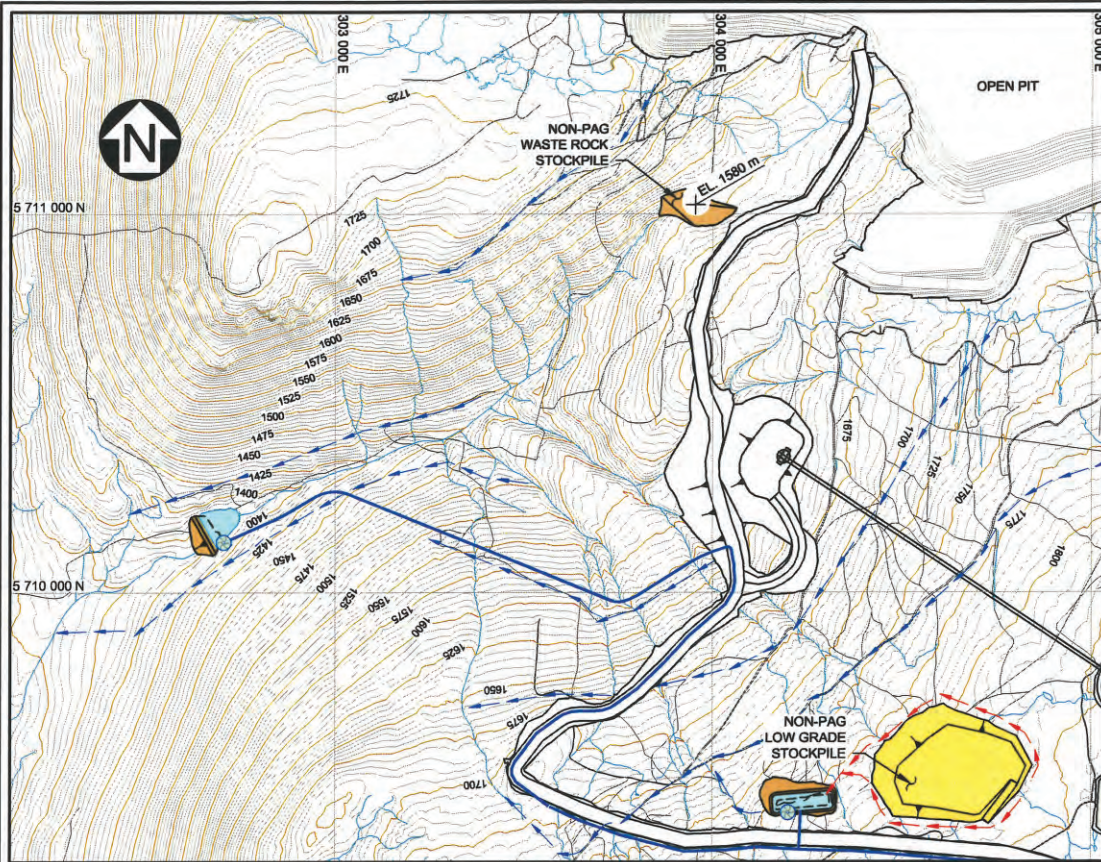 303 000 E
304 000 E
OPEN PIT
1725
NON-PAG
WASTE ROCK
STOCKPILE
EL. 1580 m
N
5 711 000 N
1725
1700
1675
1650
1625
1600
1575
1550
1525
1500
1475
1450
1425
1400
1675
1700
1725
1750
1775
1800
1400
1425
1450
1475
1500
1525
1550
1575
1600
1625
1650
1675
1700
5 710 000 N
NON-PAG
LOW GRADE
STOCKPILE